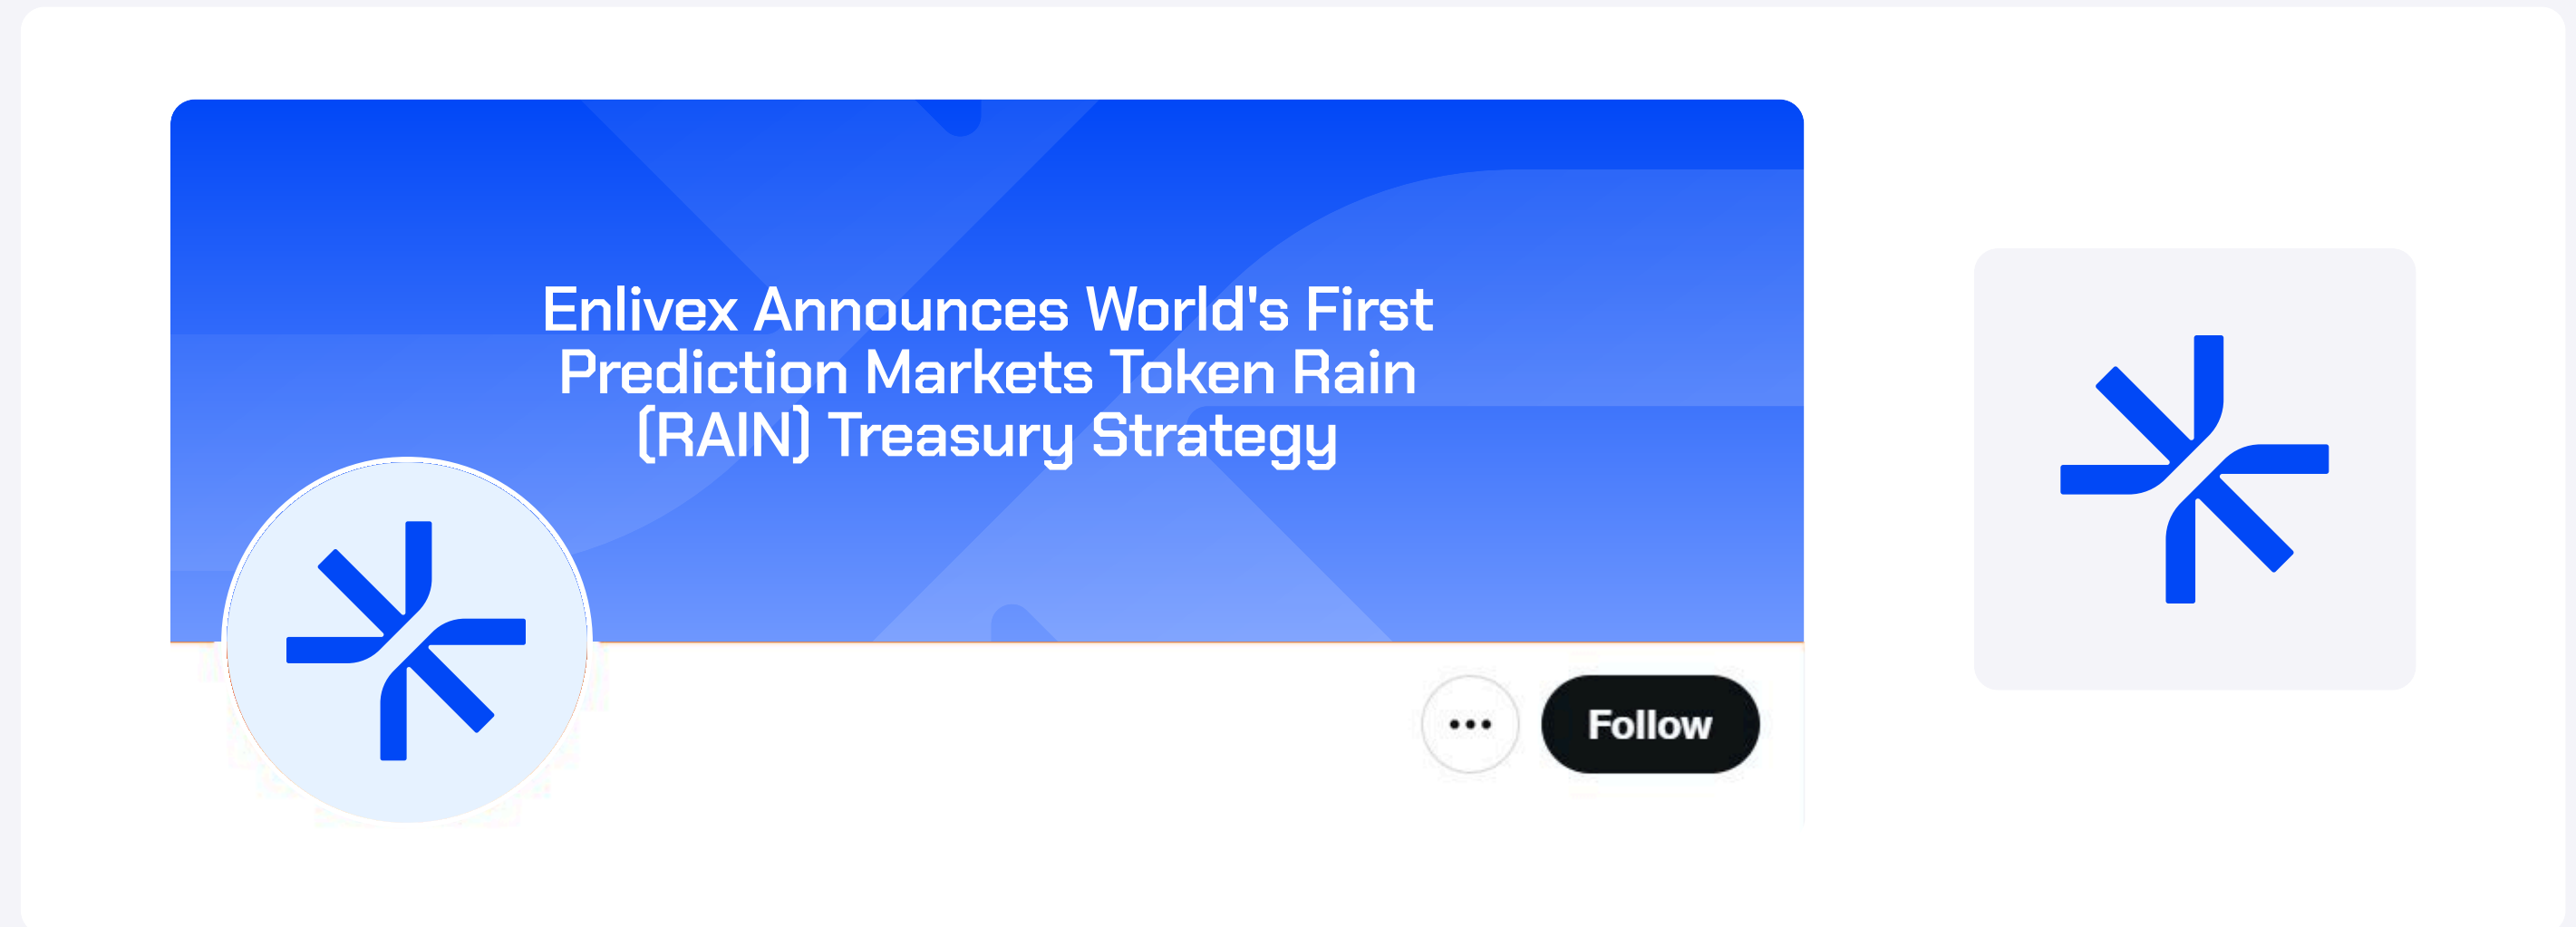 Enlivex Announces World's First
Prediction Markets Token Rain
(RAIN) Treasury Strategy
Follow